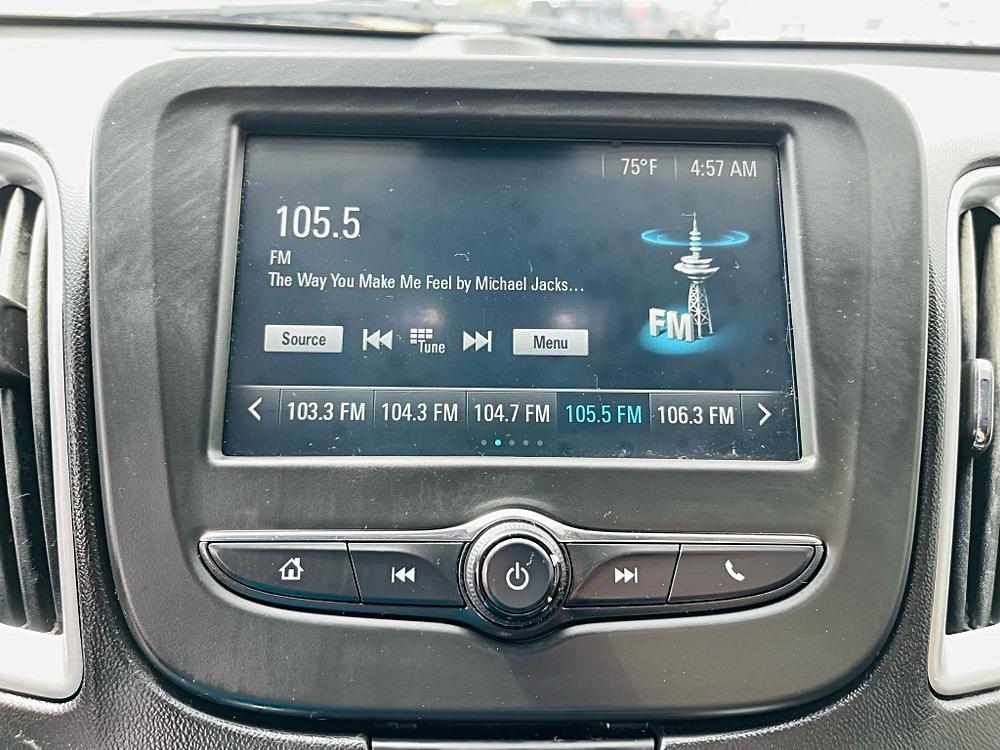 75°F 4:57 AM
105.5
FM
The Way You Make Me Feel by Michael Jacks...
FM
Source Tune Menu
103.3 FM 104.3 FM 104.7 FM 105.5 FM 106.3 FM